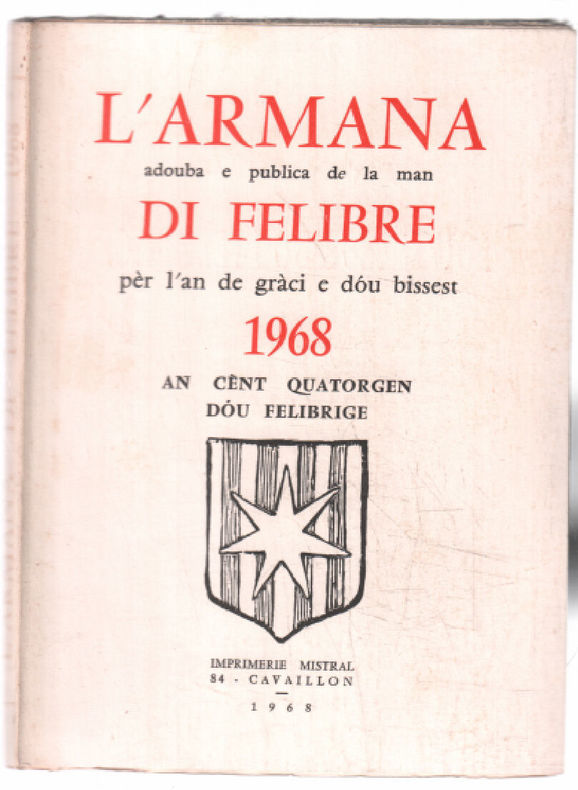 L'ARMANA
adouba e publica de la man
DI FELIBRE
pèr l'an de gràci e dóu bissest
1968
AN CÈNT QUATORGEN
DÓU FELIBRIGE
IMPRIMERIE MISTRAL
84 - CAVAILLON
1968